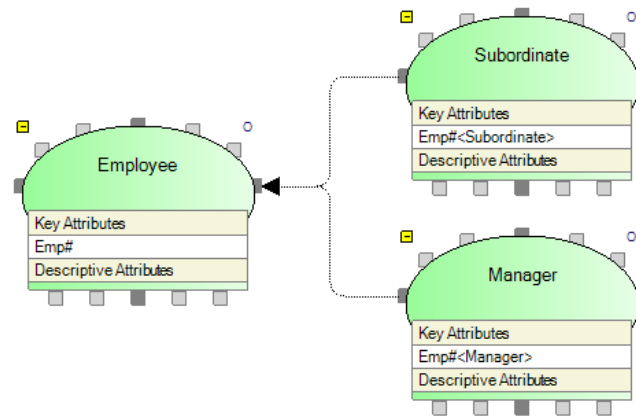 Employee
Key Attributes
Emp#
Descriptive Attributes
Subordinate
Key Attributes
Emp#<Subordinate>
Descriptive Attributes
Manager
Key Attributes
Emp#<Manager>
Descriptive Attributes